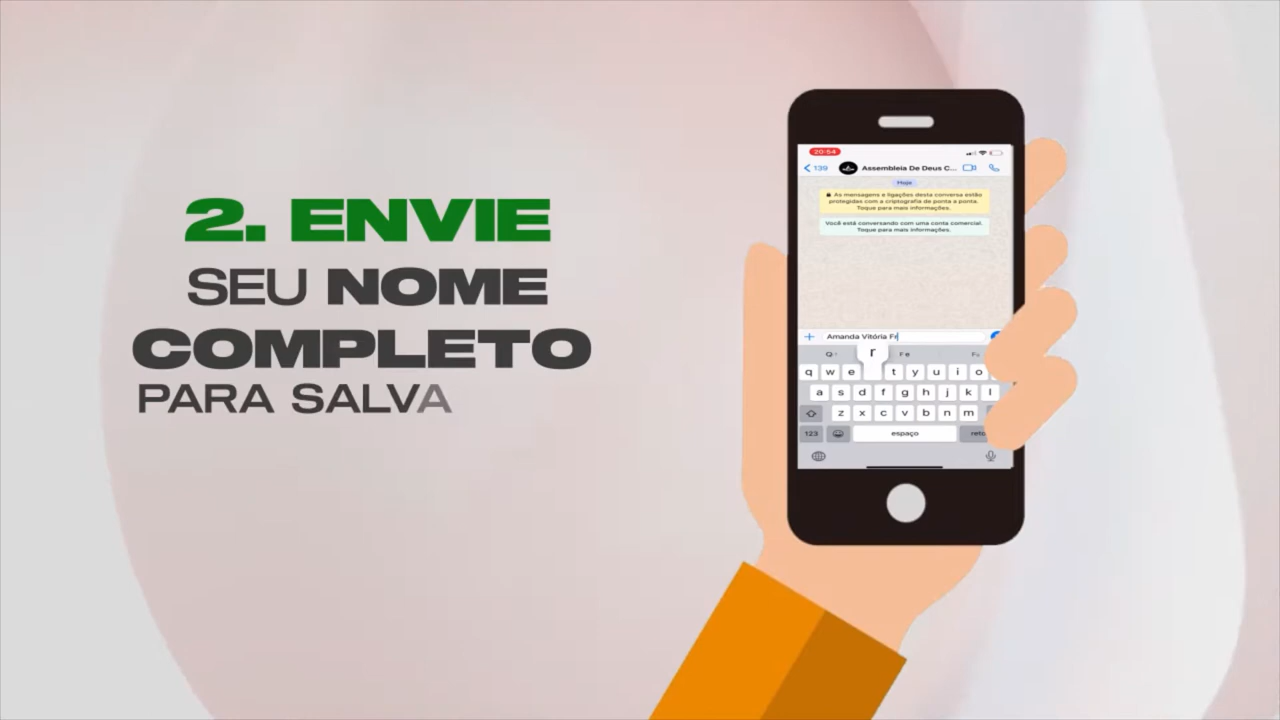 2. ENVIE
SEU NOME
COMPLETO
PARA SALVA
20:54
139
Assembleia De Deus C...
Hoje
As mensagens e ligações desta conversa estão
protegidas com a criptografia de ponta a ponta.
Toque para mais informações.
Você está conversando com uma conta comercial.
Toque para mais informações.
Amanda Vitória Fr
r
Fe
q w e t y u i o
a s d f g h j k l
z x c v b n m
123
espaço
reto